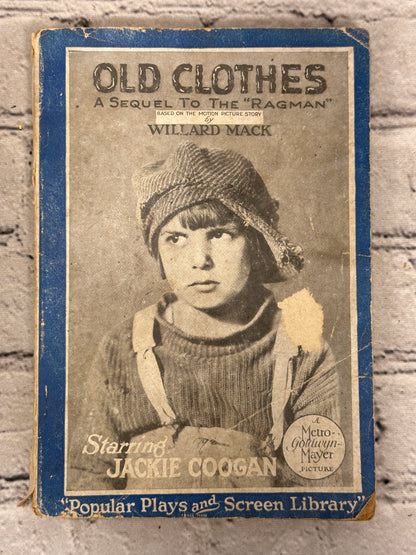 OLD CLOTHES
A SEQUEL TO THE "RAGMAN"
BASED ON THE MOTION PICTURE STORY
by
WILLARD MACK
Starring
JACKIE COOGAN
A
Metro-
Goldwyn-
Mayer
PICTURE
"Popular Plays and Screen Library"